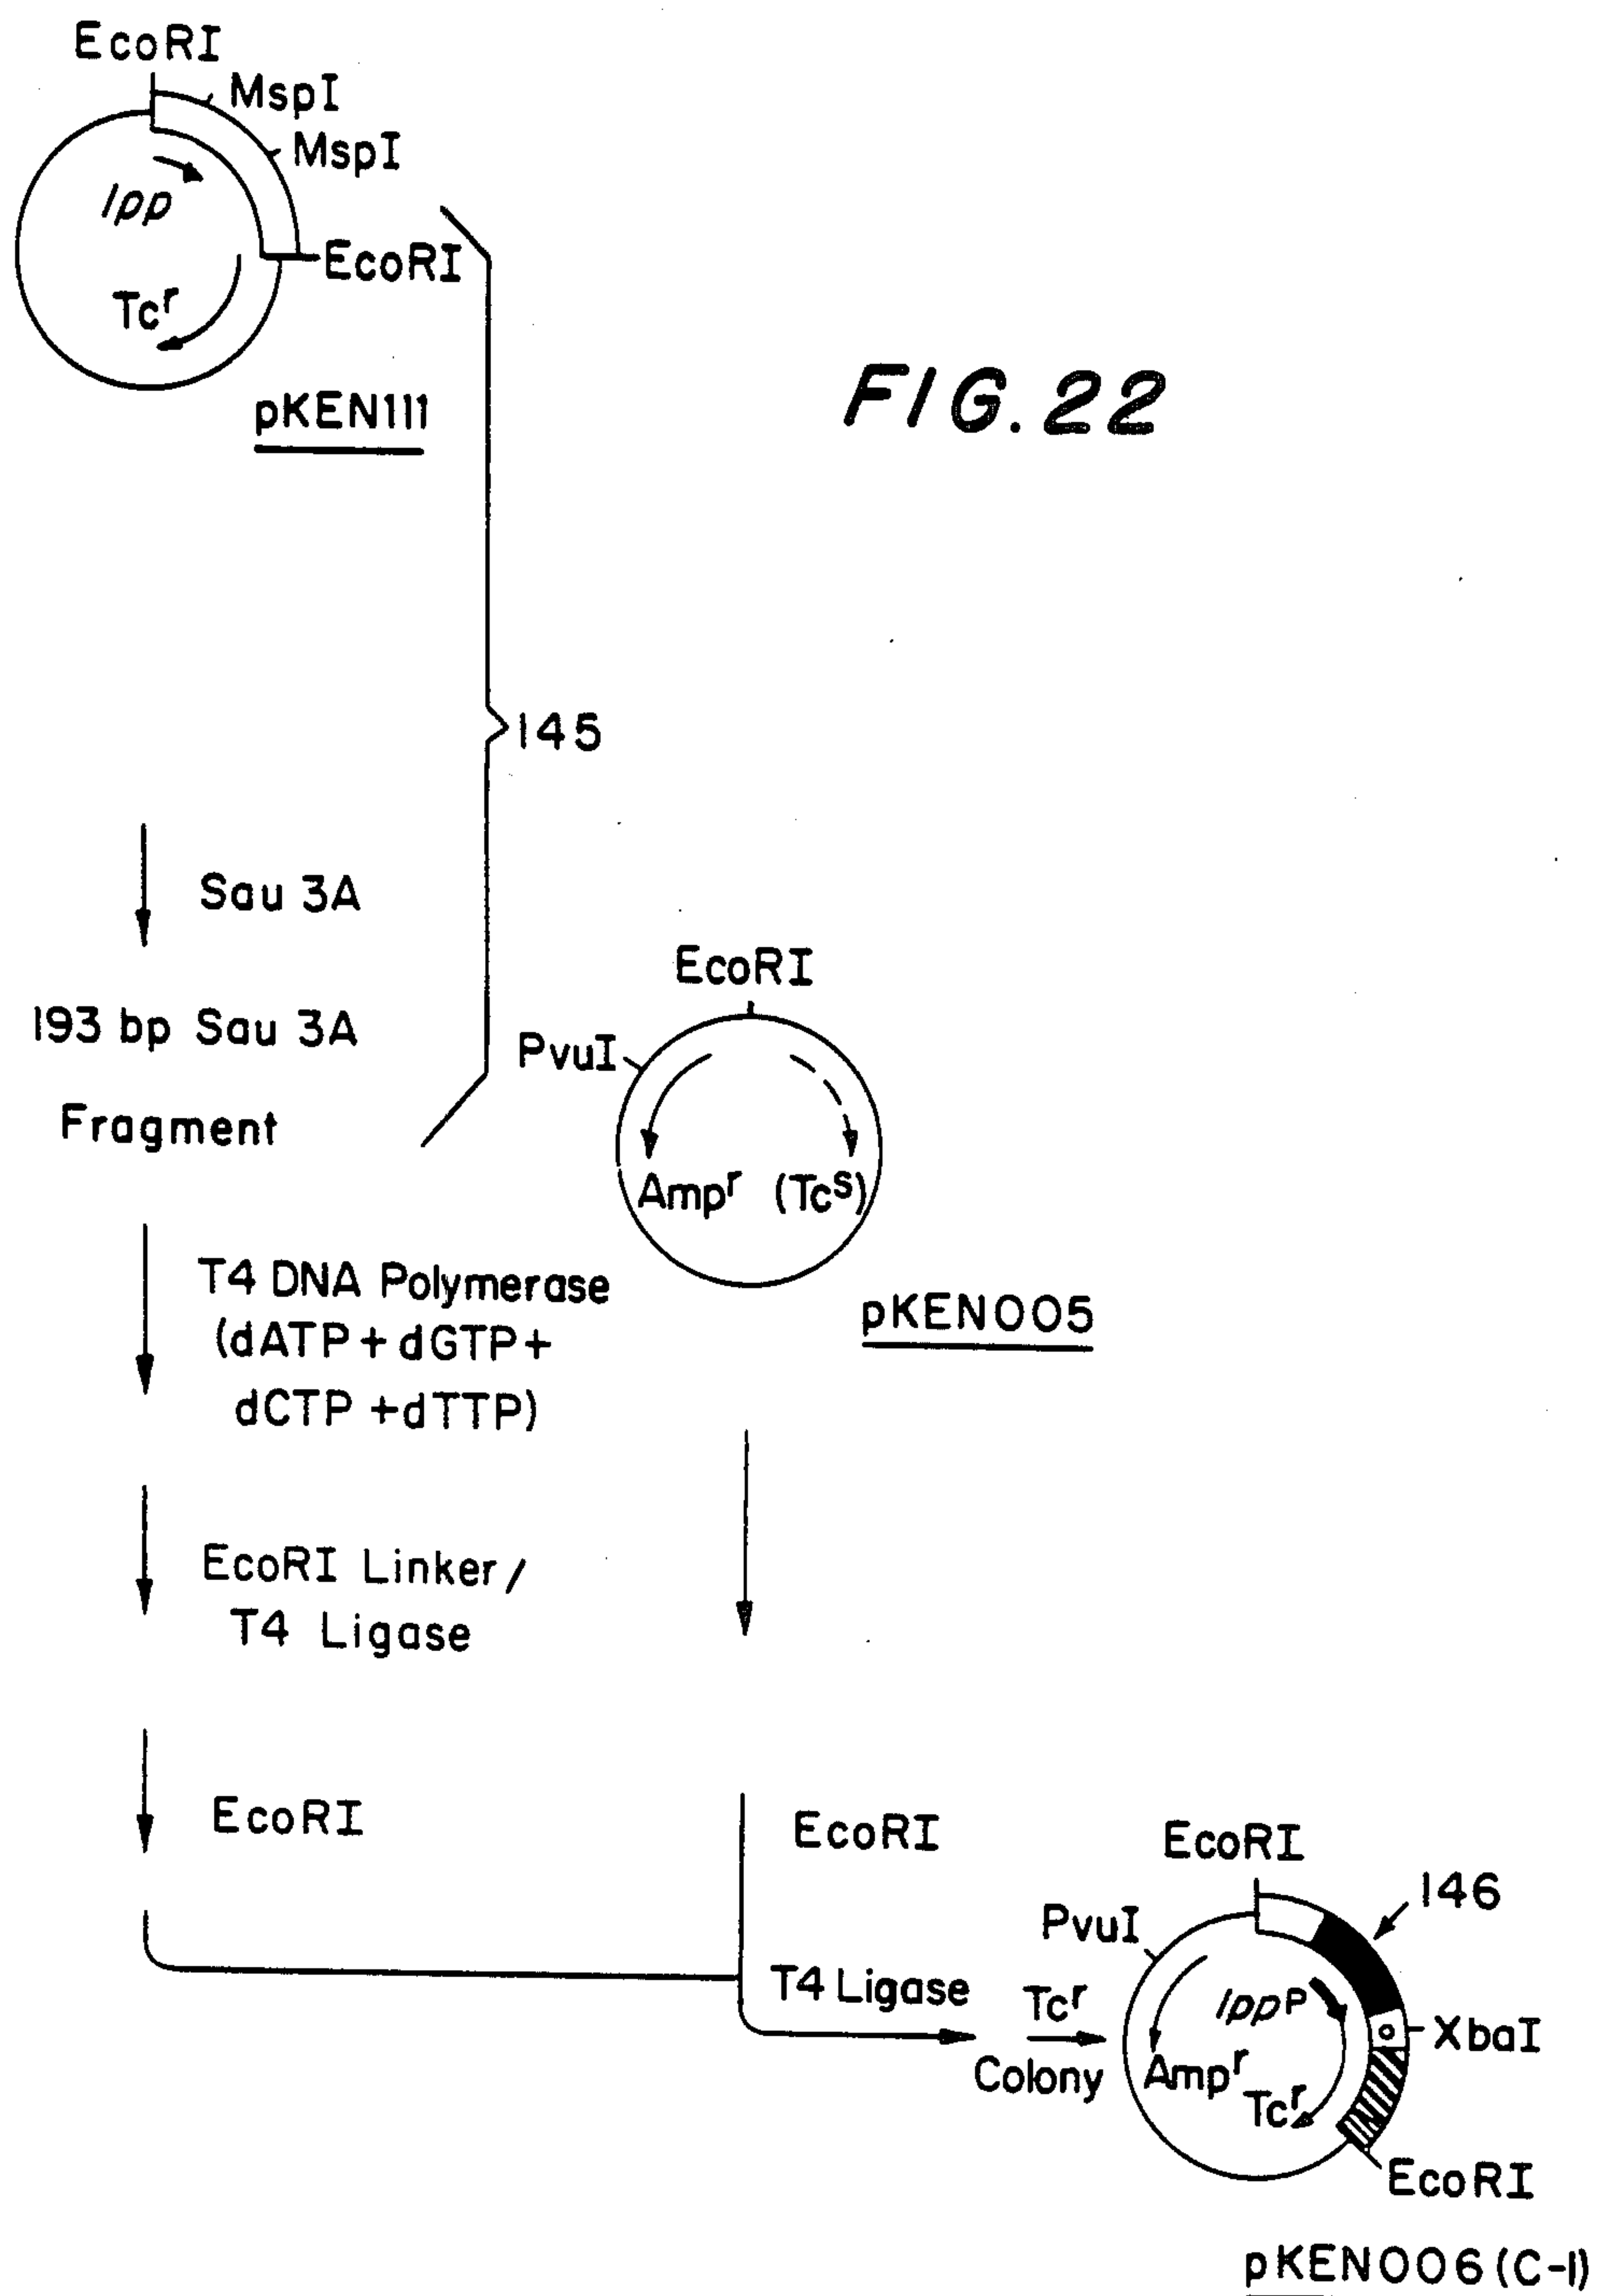 EcoRI
MspI
MspI
lpp
EcoRI
Tcr
pKEN111
FIG.22
145
Sau 3A
193 bp Sau 3A
Fragment
EcoRI
PvuI
Ampr (Tcs)
pKEN005
T4 DNA Polymerase
(dATP + dGTP +
dCTP + dTTP)
EcoRI Linker/
T4 Ligase
EcoRI
EcoRI
T4 Ligase
Tcr
Colony
EcoRI
146
PvuI
lppP
XbaI
Ampr
Tcr
EcoRI
pKEN006(C-1)